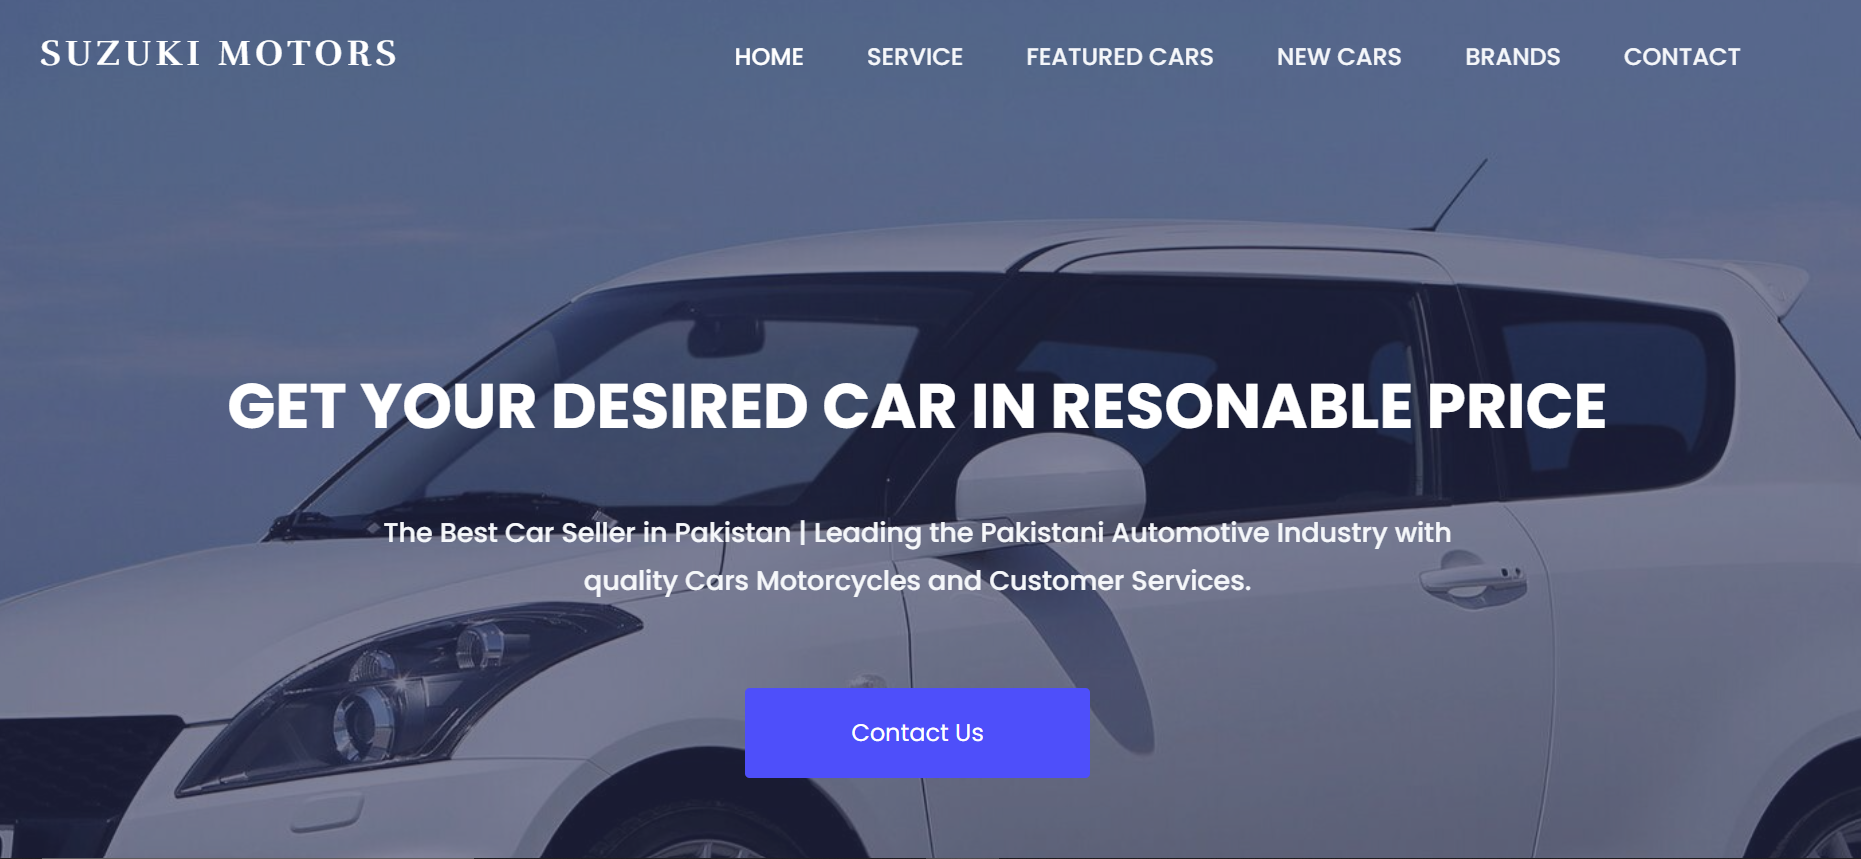 SUZUKI MOTORS
HOME SERVICE FEATURED CARS NEW CARS BRANDS CONTACT
GET YOUR DESIRED CAR IN RESONABLE PRICE
The Best Car Seller in Pakistan | Leading the Pakistani Automotive Industry with
quality Cars Motorcycles and Customer Services.
Contact Us